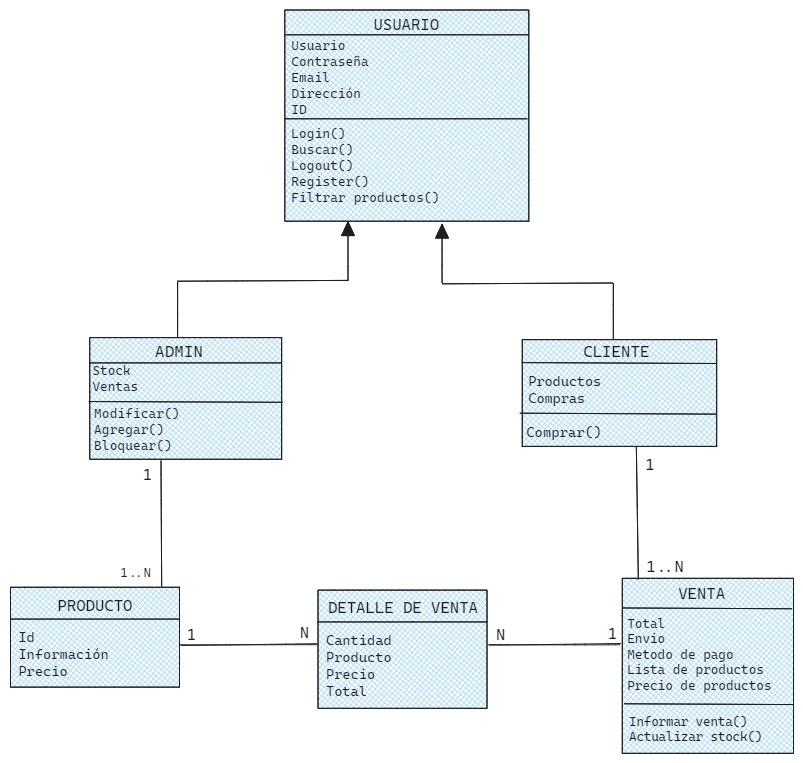 USUARIO
Usuario
Contraseña
Email
Dirección
ID
Login()
Buscar()
Logout()
Register()
Filtrar productos()
ADMIN
Stock
Ventas
Modificar()
Agregar()
Bloquear()
CLIENTE
Productos
Compras
Comprar()
1
1..N
1
1..N
PRODUCTO
Id
Información
Precio
1
N
DETALLE DE VENTA
Cantidad
Producto
Precio
Total
N
1
VENTA
Total
Envio
Metodo de pago
Lista de productos
Precio de productos
Informar venta()
Actualizar stock()